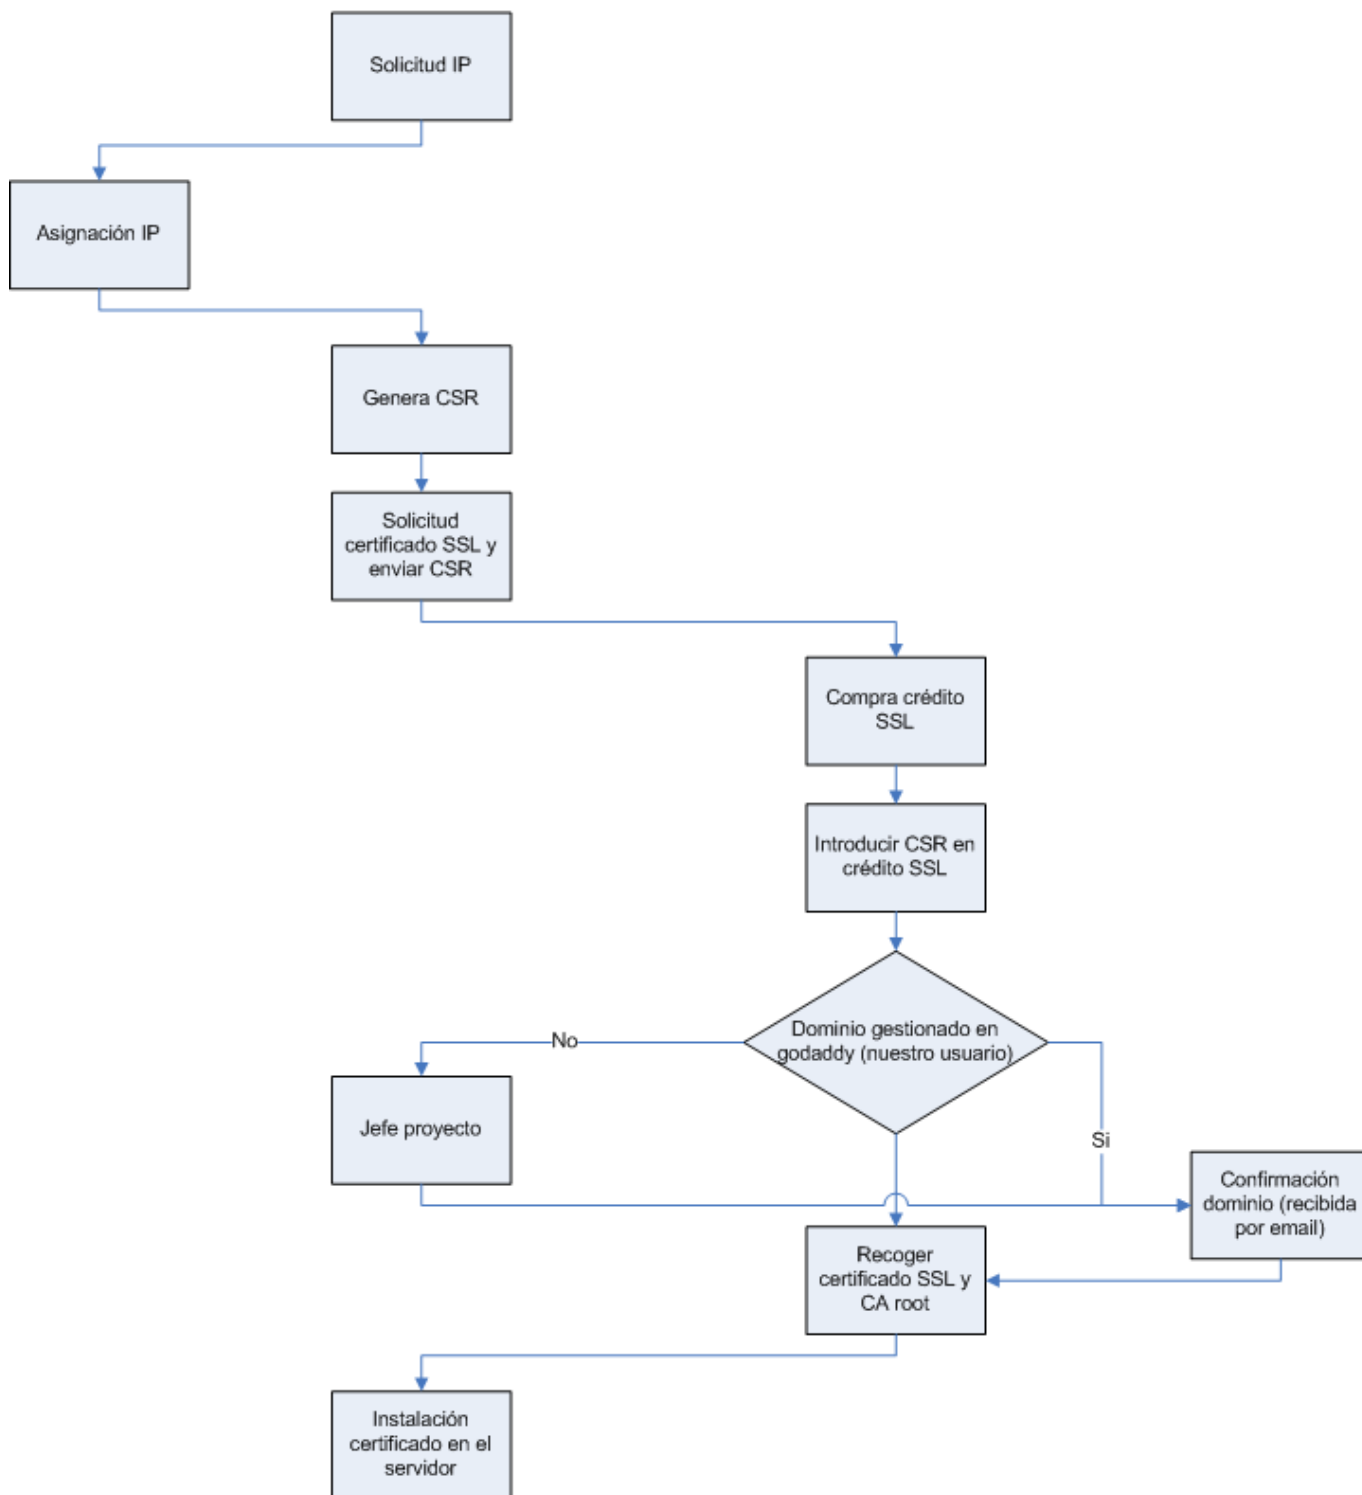 Solicitud IP
Asignación IP
Genera CSR
Solicitud
certificado SSL y
enviar CSR
Compra crédito
SSL
Introducir CSR en
crédito SSL
Dominio gestionado en
godaddy (nuestro usuario)
No
Jefe proyecto
Si
Confirmación
dominio (recibida
por email)
Recoger
certificado SSL y
CA root
Instalación
certificado en el
servidor